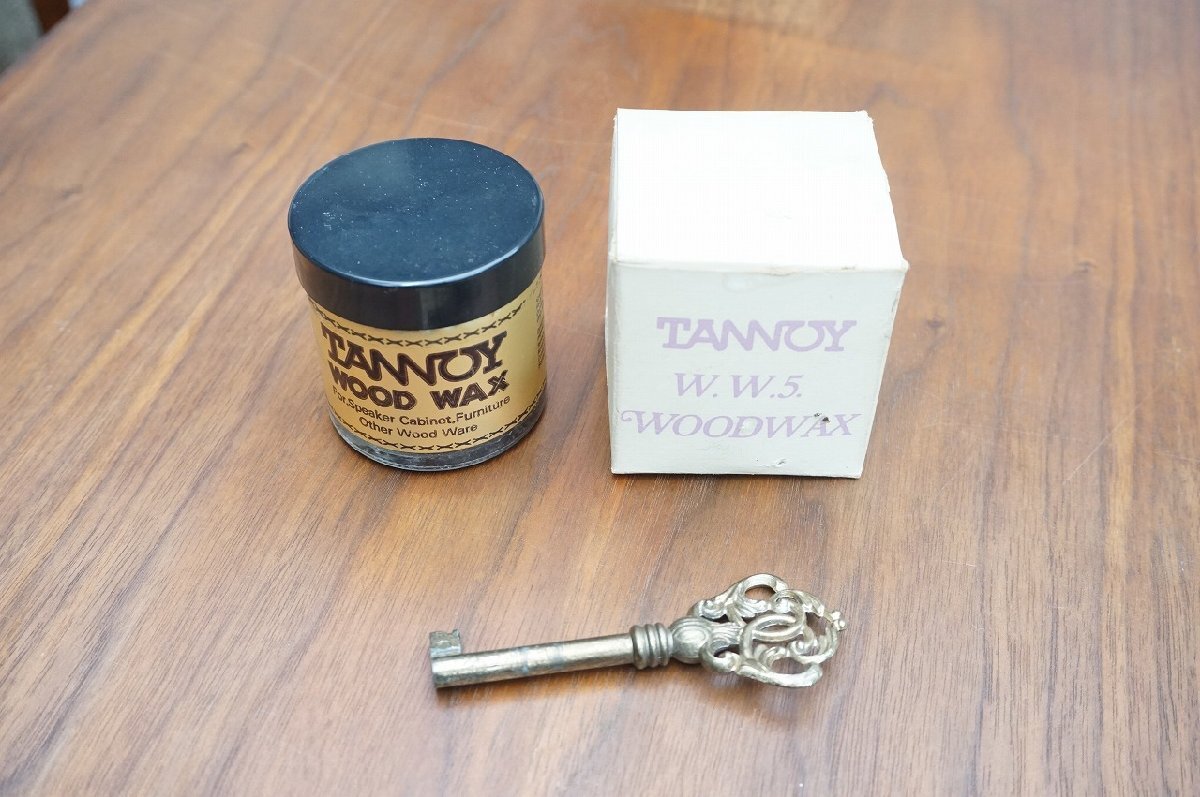 TANNOY
WOOD WAX
For.Speaker Cabinet.Furniture
Other Wood Ware
TANNOY
W.W.5.
WOODWAX